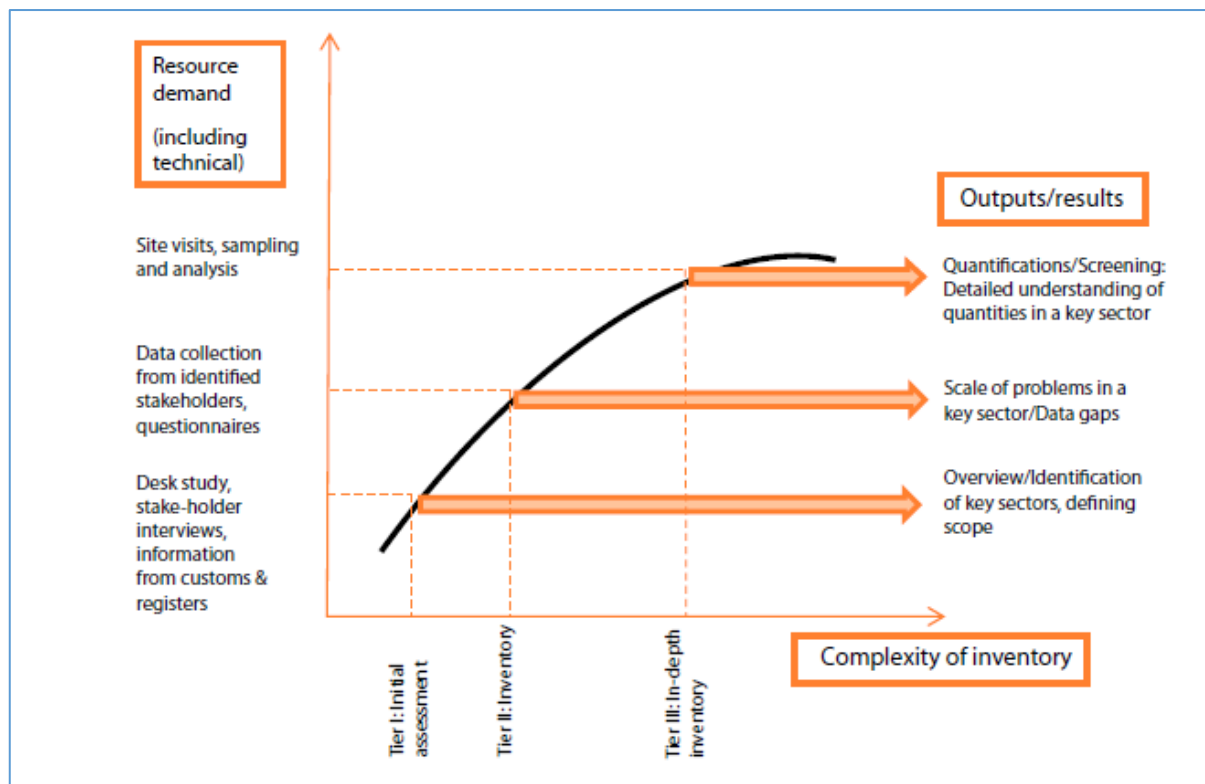 Resource
demand
(including
technical)
Site visits, sampling
and analysis
Data collection
from identified
stakeholders,
questionnaires
Desk study,
stake-holder
interviews,
information
from customs &
registers
Outputs/results
Quantifications/Screening:
Detailed understanding of
quantities in a key sector
Scale of problems in a
key sector/Data gaps
Overview/Identification
of key sectors, defining
scope
Tier I: Initial
assessment
Tier II: Inventory
Tier III: In-depth
inventory
Complexity of inventory